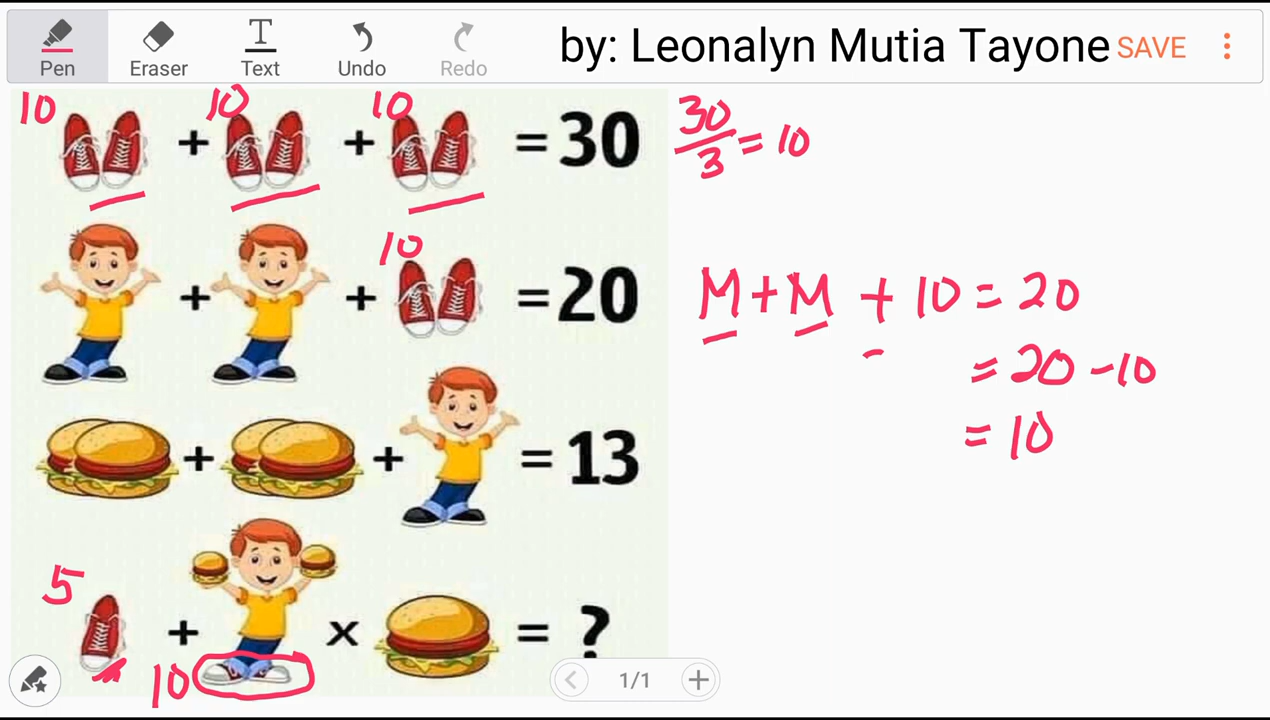 Pen Eraser Text Undo Redo by: Leonalyn Mutia Tayone SAVE
10 + 10 + 10 = 30
30/3 = 10
+ + 10 = 20
M + M + 10 = 20
= 20 - 10
= 10
+ + = 13
5 + 10 x = ?
1/1